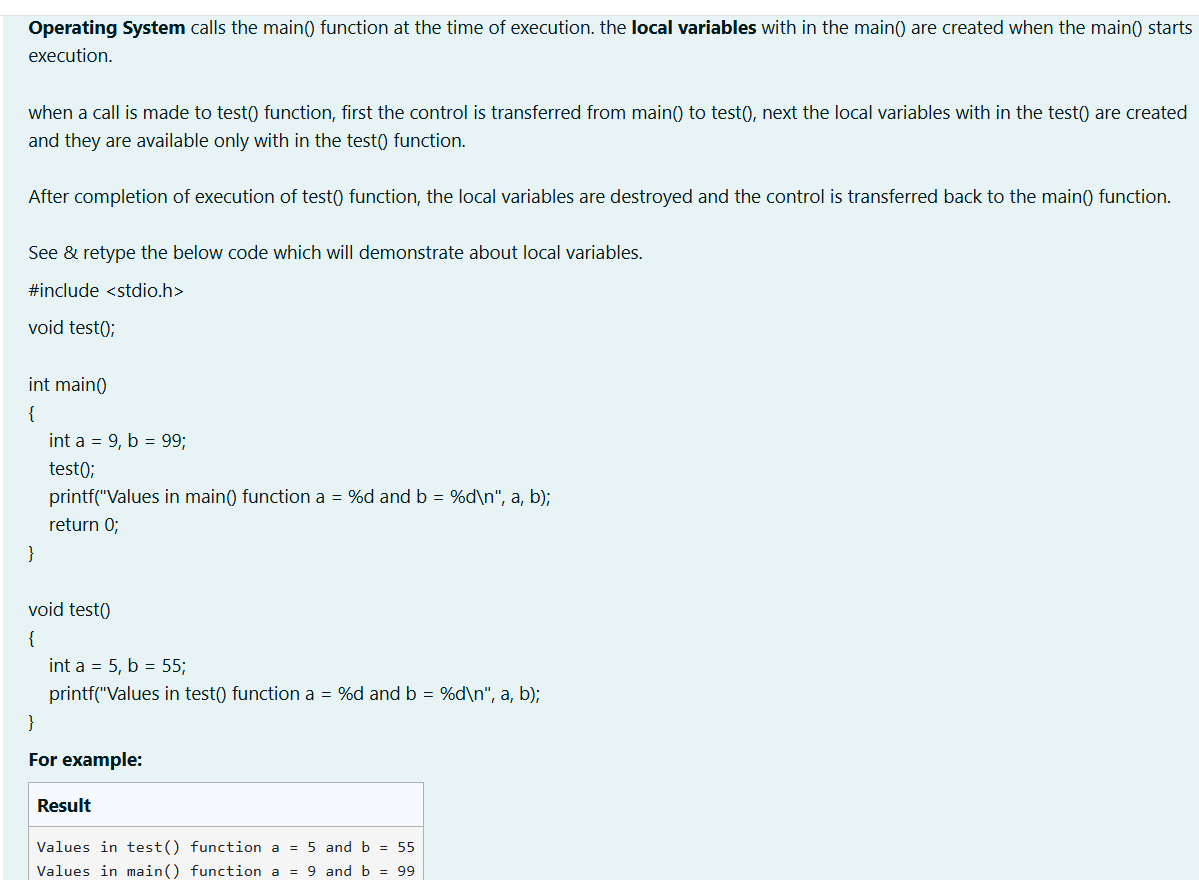 Operating System calls the main() function at the time of execution. the local variables with in the main() are created when the main() starts
execution.
when a call is made to test() function, first the control is transferred from main() to test(), next the local variables with in the test() are created
and they are available only with in the test() function.
After completion of execution of test() function, the local variables are destroyed and the control is transferred back to the main() function.
See & retype the below code which will demonstrate about local variables.
#include <stdio.h>
void test();
int main()
{
int a = 9, b = 99;
test();
printf("Values in main() function a = %d and b = %d\n", a, b);
return 0;
}
void test()
{
int a = 5, b = 55;
printf("Values in test() function a = %d and b = %d\n", a, b);
}
For example:
Result
Values in test() function a = 5 and b = 55
Values in main() function a = 9 and b = 99